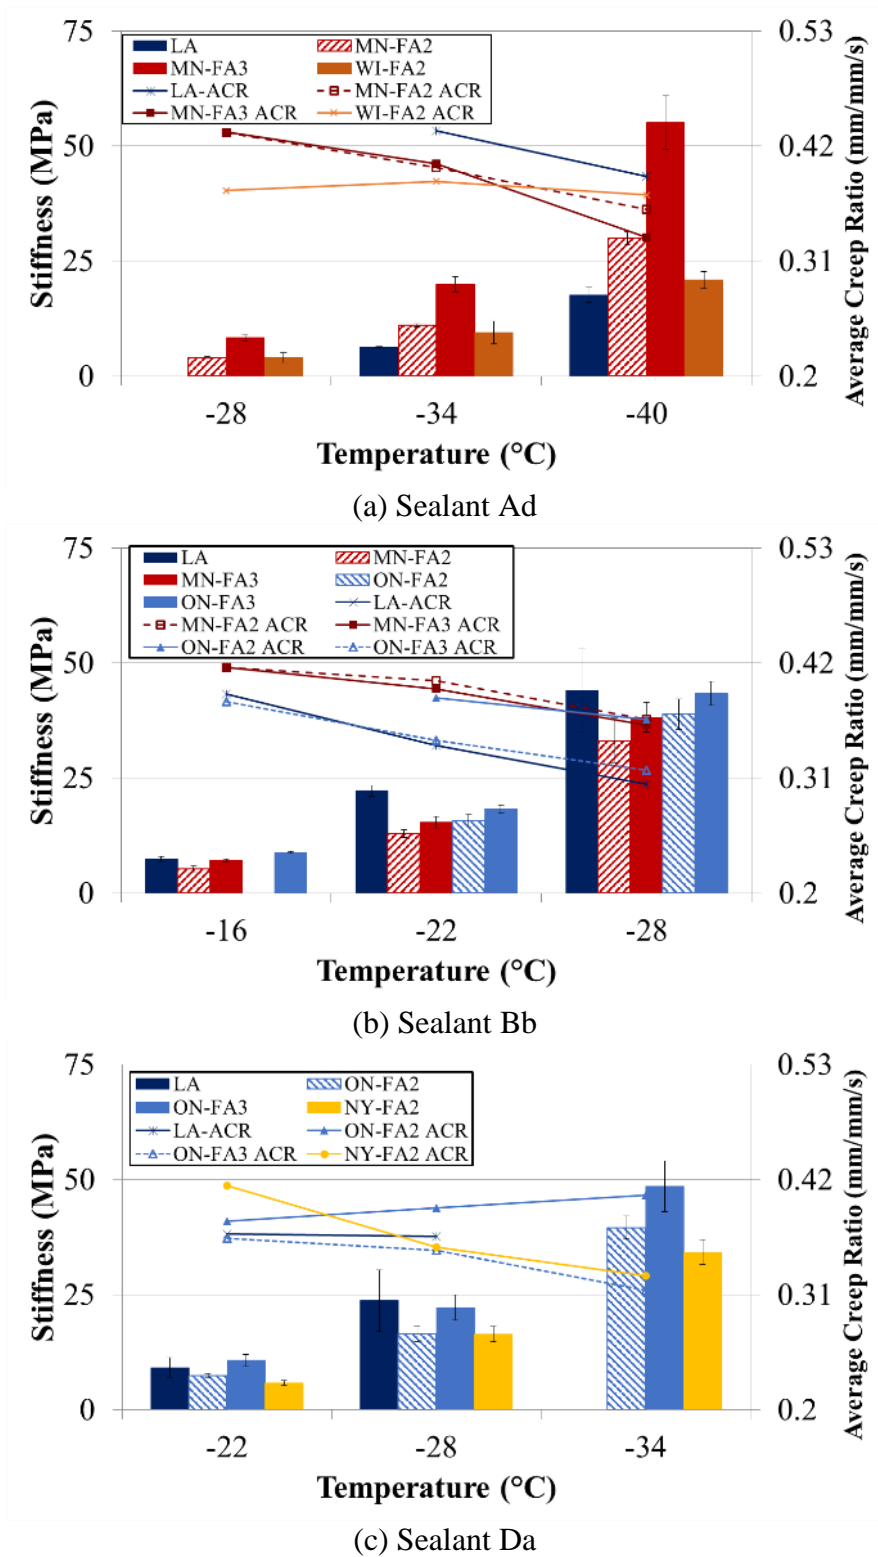 75
50
25
0
Stiffness (MPa)
LA
MN-FA2
MN-FA3
WI-FA2
LA-ACR
MN-FA2 ACR
MN-FA3 ACR
WI-FA2 ACR
0.53
0.42
0.31
0.2
Average Creep Ratio (mm/mm/s)
-28
-34
-40
Temperature (°C)
(a) Sealant Ad
75
50
25
0
Stiffness (MPa)
LA
MN-FA2
MN-FA3
ON-FA2
ON-FA3
LA-ACR
MN-FA2 ACR
MN-FA3 ACR
ON-FA2 ACR
ON-FA3 ACR
0.53
0.42
0.31
0.2
Average Creep Ratio (mm/mm/s)
-16
-22
-28
Temperature (°C)
(b) Sealant Bb
75
50
25
0
Stiffness (MPa)
LA
ON-FA2
ON-FA3
NY-FA2
LA-ACR
ON-FA2 ACR
ON-FA3 ACR
NY-FA2 ACR
0.53
0.42
0.31
0.2
Average Creep Ratio (mm/mm/s)
-22
-28
-34
Temperature (°C)
(c) Sealant Da